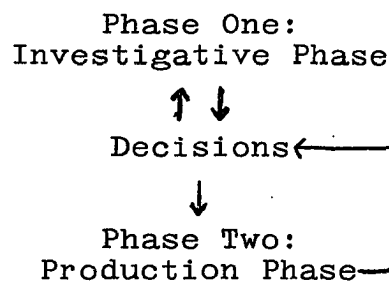 Phase One:
Investigative Phase
Decisions
Phase Two:
Production Phase